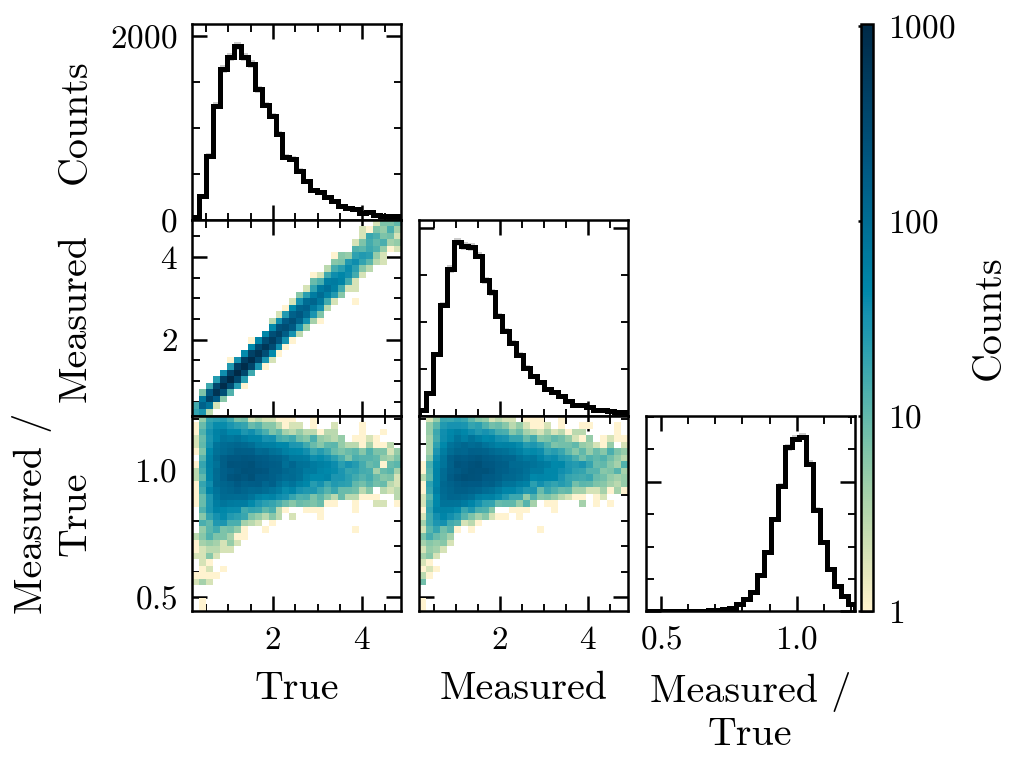 2000
0
Counts
4
2
Measured
1.0
0.5
Measured /
True
2 4
True
2 4
Measured
0.5 1.0
Measured /
True
1000
100
10
1
Counts